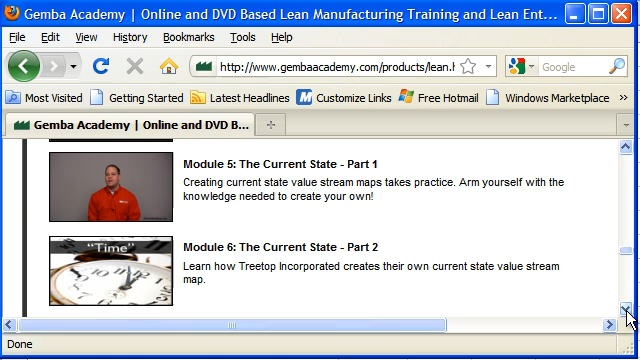 Gemba Academy | Online and DVD Based Lean Manufacturing Training and Lean Ent...
File Edit View History Bookmarks Tools Help
http://www.gembaacademy.com/products/lean.h
Google
Most Visited Getting Started Latest Headlines Customize Links Free Hotmail Windows Marketplace »
Gemba Academy | Online and DVD B...
Module 5: The Current State - Part 1
Creating current state value stream maps takes practice. Arm yourself with the
knowledge needed to create your own!
"Time"
Module 6: The Current State - Part 2
Learn how Treetop Incorporated creates their own current state value stream
map.
Done